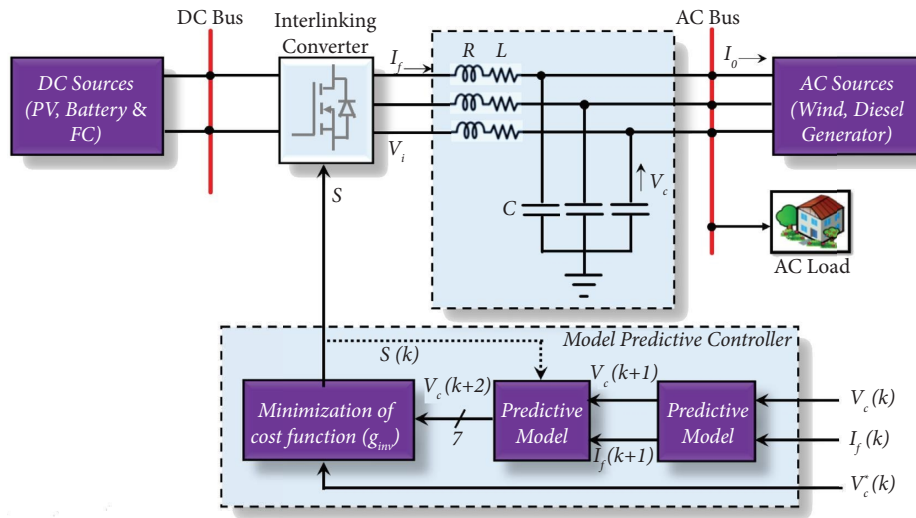 DC Bus
Interlinking
Converter
AC Bus
DC Sources
(PV, Battery &
FC)
I_f
R
L
I_0
AC Sources
(Wind, Diesel
Generator)
V_i
S
C
V_c
AC Load
Model Predictive Controller
S (k)
V_c (k+2)
V_c (k+1)
V_c (k)
Minimization of
cost function (g_inv)
7
Predictive
Model
Predictive
Model
I_f (k+1)
I_f (k)
V_c^*(k)